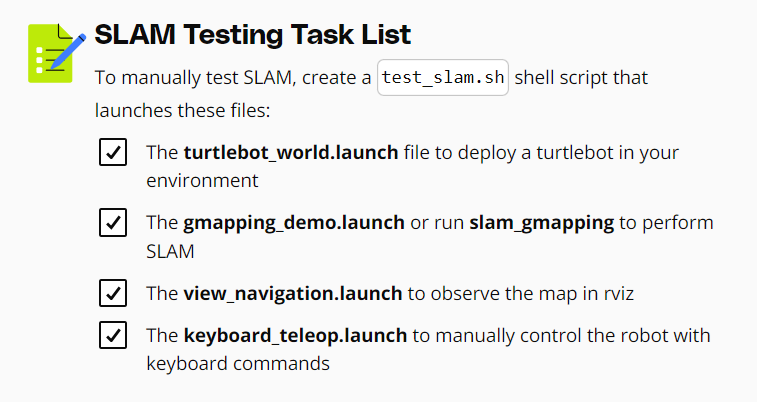 SLAM Testing Task List
To manually test SLAM, create a test_slam.sh shell script that
launches these files:
The turtlebot_world.launch file to deploy a turtlebot in your
environment
The gmapping_demo.launch or run slam_gmapping to perform
SLAM
The view_navigation.launch to observe the map in rviz
The keyboard_teleop.launch to manually control the robot with
keyboard commands